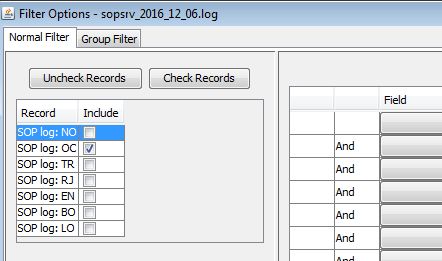 Filter Options - sopsrv_2016_12_06.log
Normal Filter Group Filter
Uncheck Records Check Records
Record Include
SOP log: NO
SOP log: OC
SOP log: TR
SOP log: RJ
SOP log: EN
SOP log: BO
SOP log: LO
Field
And
And
And
And
And
And